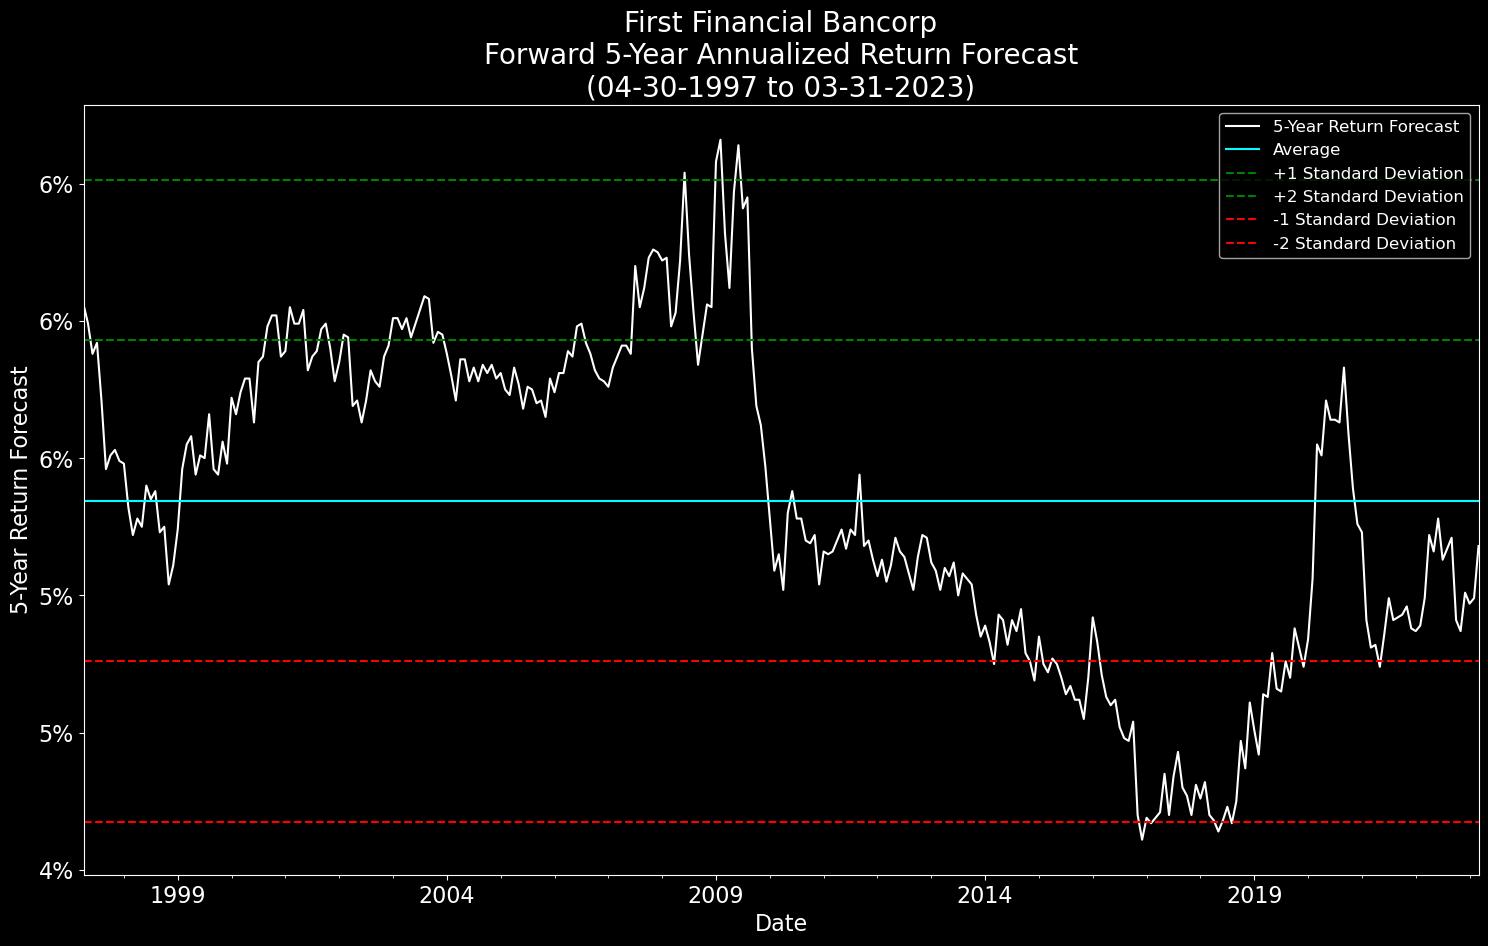 First Financial Bancorp
Forward 5-Year Annualized Return Forecast
(04-30-1997 to 03-31-2023)
5-Year Return Forecast
Average
+1 Standard Deviation
+2 Standard Deviation
-1 Standard Deviation
-2 Standard Deviation
5-Year Return Forecast
6%
6%
6%
5%
5%
4%
1999
2004
2009
2014
2019
Date